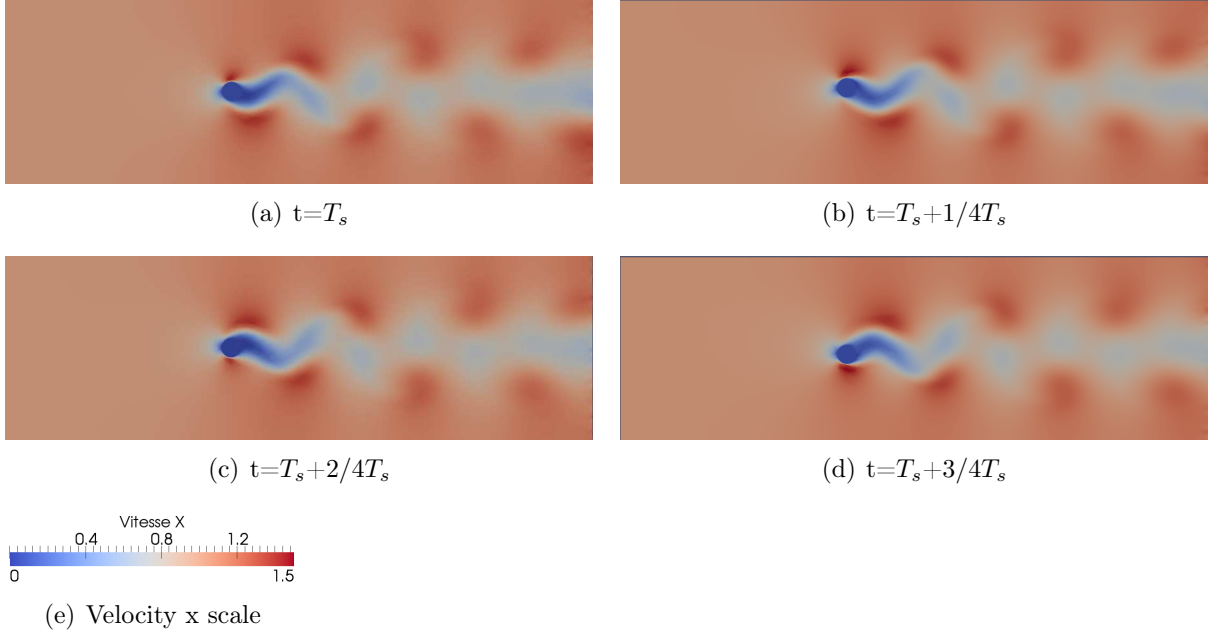 (a) t=Tₛ
(b) t=Tₛ+1/4Tₛ
(c) t=Tₛ+2/4Tₛ
(d) t=Tₛ+3/4Tₛ
Vitesse X
0.4 0.8 1.2
0 1.5
(e) Velocity x scale